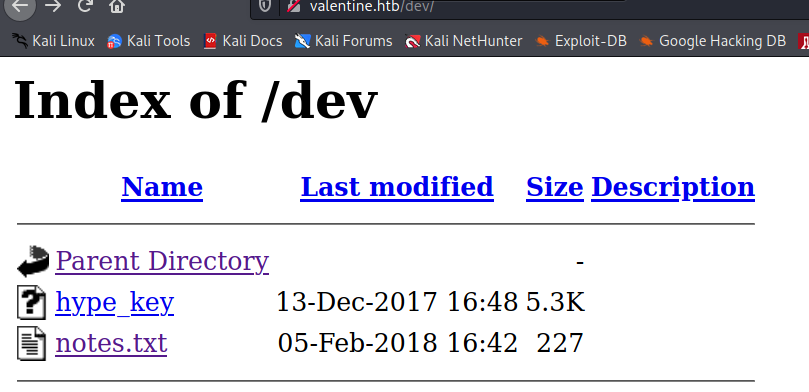 valentine.htb/dev/
Kali Linux Kali Tools Kali Docs Kali Forums Kali NetHunter Exploit-DB Google Hacking DB
Index of /dev
Name Last modified Size Description
Parent Directory -
hype_key 13-Dec-2017 16:48 5.3K
notes.txt 05-Feb-2018 16:42 227